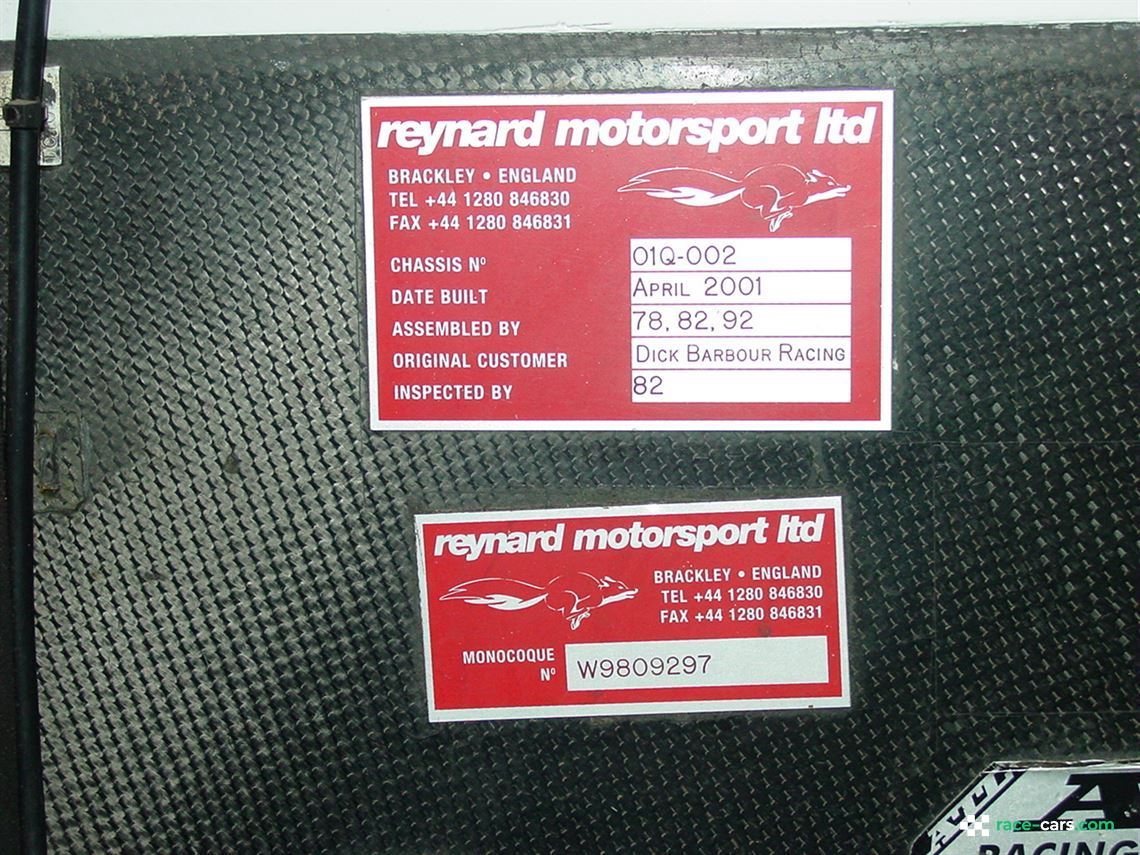 reynard motorsport ltd
BRACKLEY • ENGLAND
TEL +44 1280 846830
FAX +44 1280 846831
CHASSIS Nº 01Q-002
DATE BUILT APRIL 2001
ASSEMBLED BY 78, 82, 92
ORIGINAL CUSTOMER DICK BARBOUR RACING
INSPECTED BY 82
reynard motorsport ltd
BRACKLEY • ENGLAND
TEL +44 1280 846830
FAX +44 1280 846831
MONOCOQUE
Nº W9809297
race-cars.com
RACING